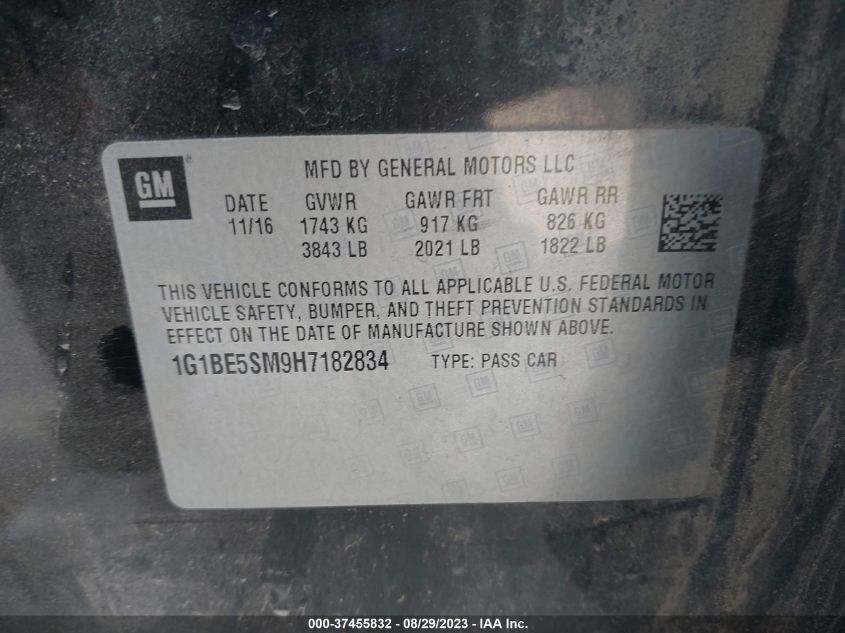 GM
MFD BY GENERAL MOTORS LLC
DATE GVWR GAWR FRT GAWR RR
11/16 1743 KG 917 KG 826 KG
3843 LB 2021 LB 1822 LB
THIS VEHICLE CONFORMS TO ALL APPLICABLE U.S. FEDERAL MOTOR
VEHICLE SAFETY, BUMPER, AND THEFT PREVENTION STANDARDS IN
EFFECT ON THE DATE OF MANUFACTURE SHOWN ABOVE.
1G1BE5SM9H7182834 TYPE: PASS CAR
000-37455832 - 08/29/2023 - IAA Inc.